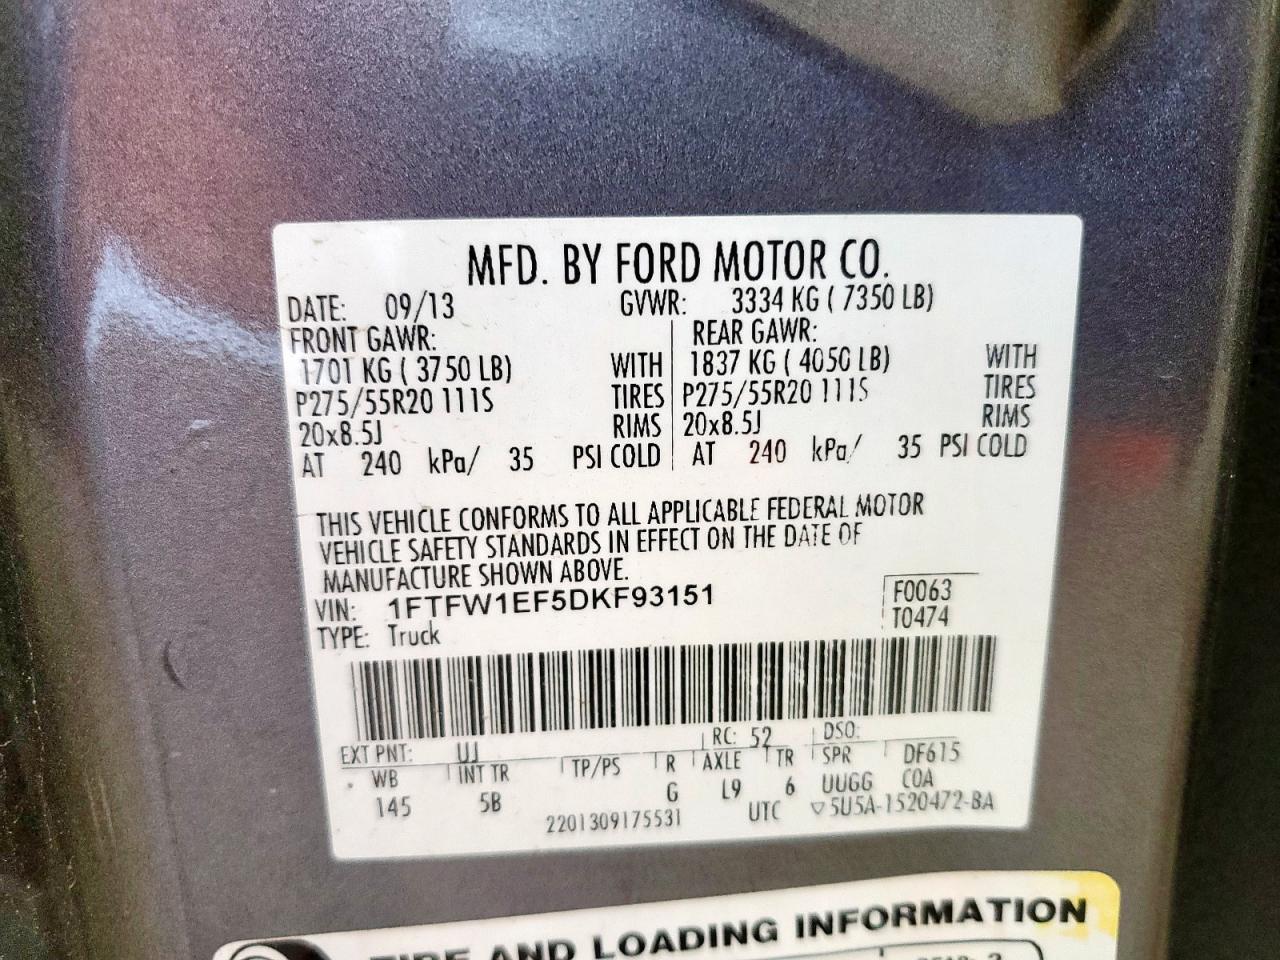 MFD. BY FORD MOTOR CO.
DATE: 09/13 GVWR: 3334 KG ( 7350 LB)
FRONT GAWR: REAR GAWR:
1701 KG ( 3750 LB) WITH 1837 KG ( 4050 LB) WITH
P275/55R20 111S TIRES P275/55R20 111S TIRES
20x8.5J RIMS 20x8.5J RIMS
AT 240 kPa/ 35 PSI COLD AT 240 kPa/ 35 PSI COLD
THIS VEHICLE CONFORMS TO ALL APPLICABLE FEDERAL MOTOR
VEHICLE SAFETY STANDARDS IN EFFECT ON THE DATE OF
MANUFACTURE SHOWN ABOVE.
VIN: 1FTFW1EF5DKF93151 F0063
TYPE: Truck T0474
EXT PNT: UJ RC: 52 DSO:
WB INT TR TP/PS R AXLE TR SPR DF615
145 5B G L9 6 UUGG COA
2201309175531 UTC ▽5U5A-1520472-BA
TIRE AND LOADING INFORMATION